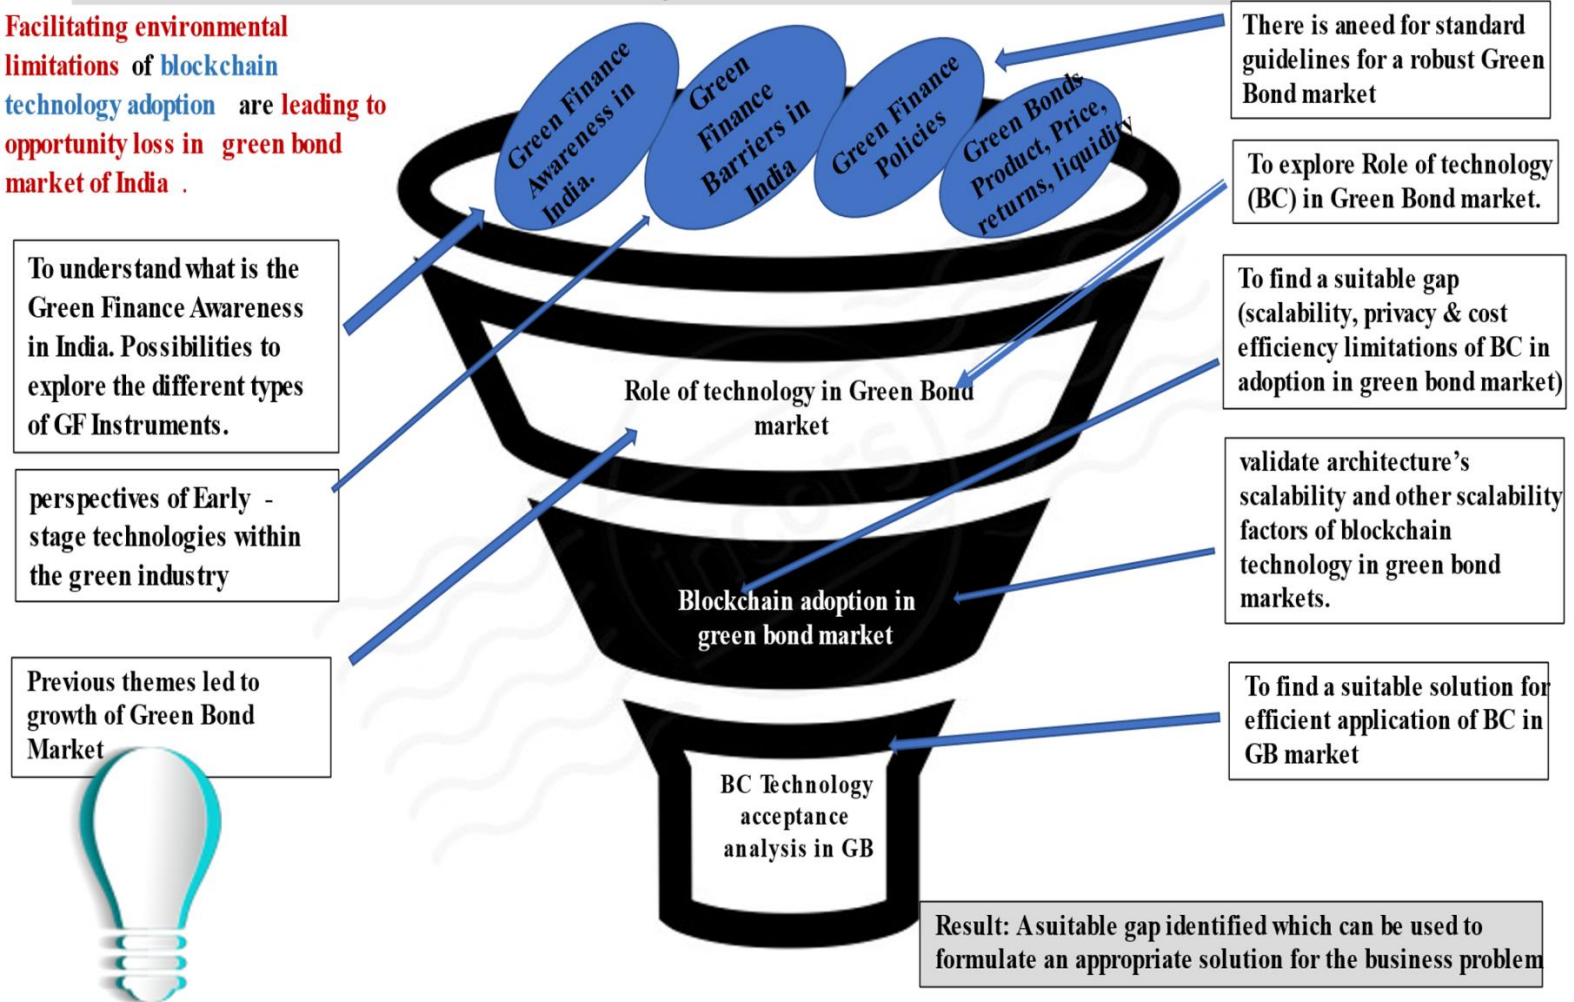 Facilitating environmental
limitations of blockchain
technology adoption are leading to
opportunity loss in green bond
market of India .
To understand what is the
Green Finance Awareness
in India. Possibilities to
explore the different types
of GF Instruments.
perspectives of Early -
stage technologies within
the green industry
Previous themes led to
growth of Green Bond
Market
Green Finance
Awareness in
India.
Green
Finance
Barriers in
India
Green Finance
Policies
Green Bonds-
Product, Price,
returns, liquidity
Role of technology in Green Bond
market
Blockchain adoption in
green bond market
BC Technology
acceptance
analysis in GB
There is aneed for standard
guidelines for a robust Green
Bond market
To explore Role of technology
(BC) in Green Bond market.
To find a suitable gap
(scalability, privacy & cost
efficiency limitations of BC in
adoption in green bond market)
validate architecture's
scalability and other scalability
factors of blockchain
technology in green bond
markets.
To find a suitable solution for
efficient application of BC in
GB market
Result: A suitable gap identified which can be used to
formulate an appropriate solution for the business problem